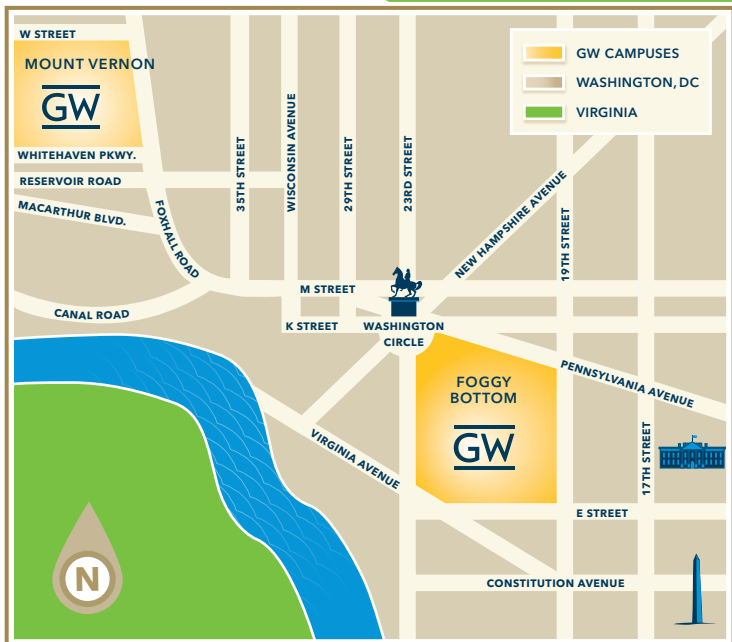 W STREET
MOUNT VERNON
GW
WHITEHAVEN PKWY.
RESERVOIR ROAD
MACARTHUR BLVD.
FOXHALL ROAD
CANAL ROAD
35TH STREET
WISCONSIN AVENUE
29TH STREET
23RD STREET
NEW HAMPSHIRE AVENUE
19TH STREET
GW CAMPUSES
WASHINGTON, DC
VIRGINIA
M STREET
K STREET
WASHINGTON
CIRCLE
PENNSYLVANIA AVENUE
FOGGY
BOTTOM
GW
VIRGINIA AVENUE
17TH STREET
E STREET
CONSTITUTION AVENUE
N